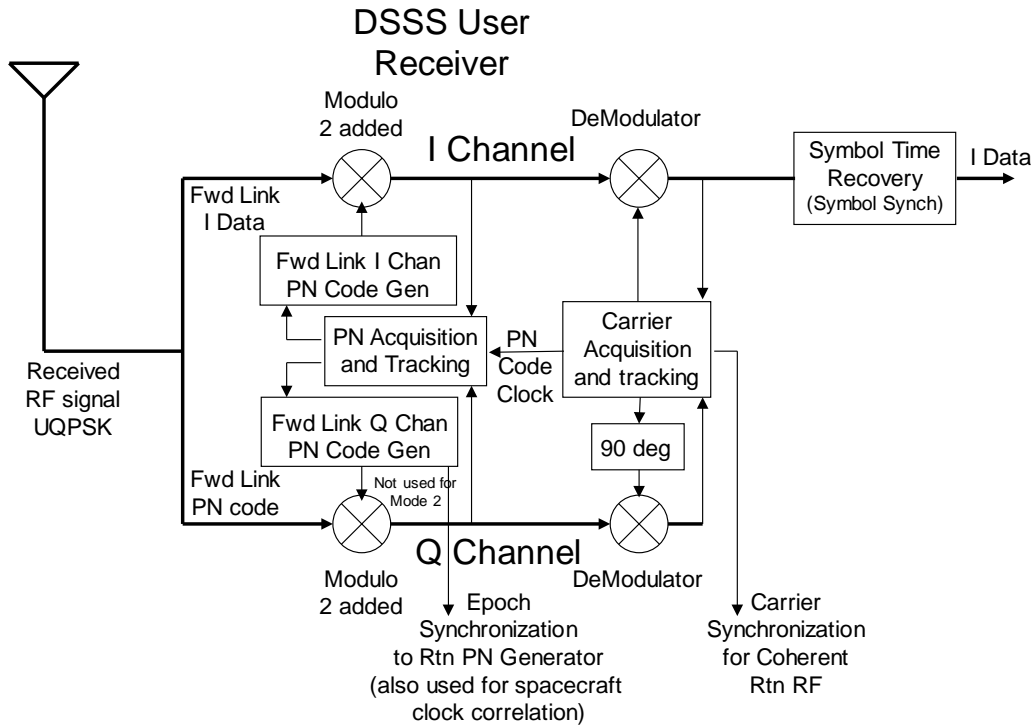 DSSS User
Receiver
Modulo
2 added
I Channel
DeModulator
Symbol Time
Recovery
(Symbol Synch)
I Data
Fwd Link
I Data
Fwd Link I Chan
PN Code Gen
PN Acquisition
and Tracking
PN
Code
Clock
Carrier
Acquisition
and tracking
Received
RF signal
UQPSK
Fwd Link Q Chan
PN Code Gen
90 deg
Fwd Link
PN code
Not used for
Mode 2
Q Channel
Modulo
2 added
DeModulator
Epoch
Synchronization
to Rtn PN Generator
(also used for spacecraft
clock correlation)
Carrier
Synchronization
for Coherent
Rtn RF